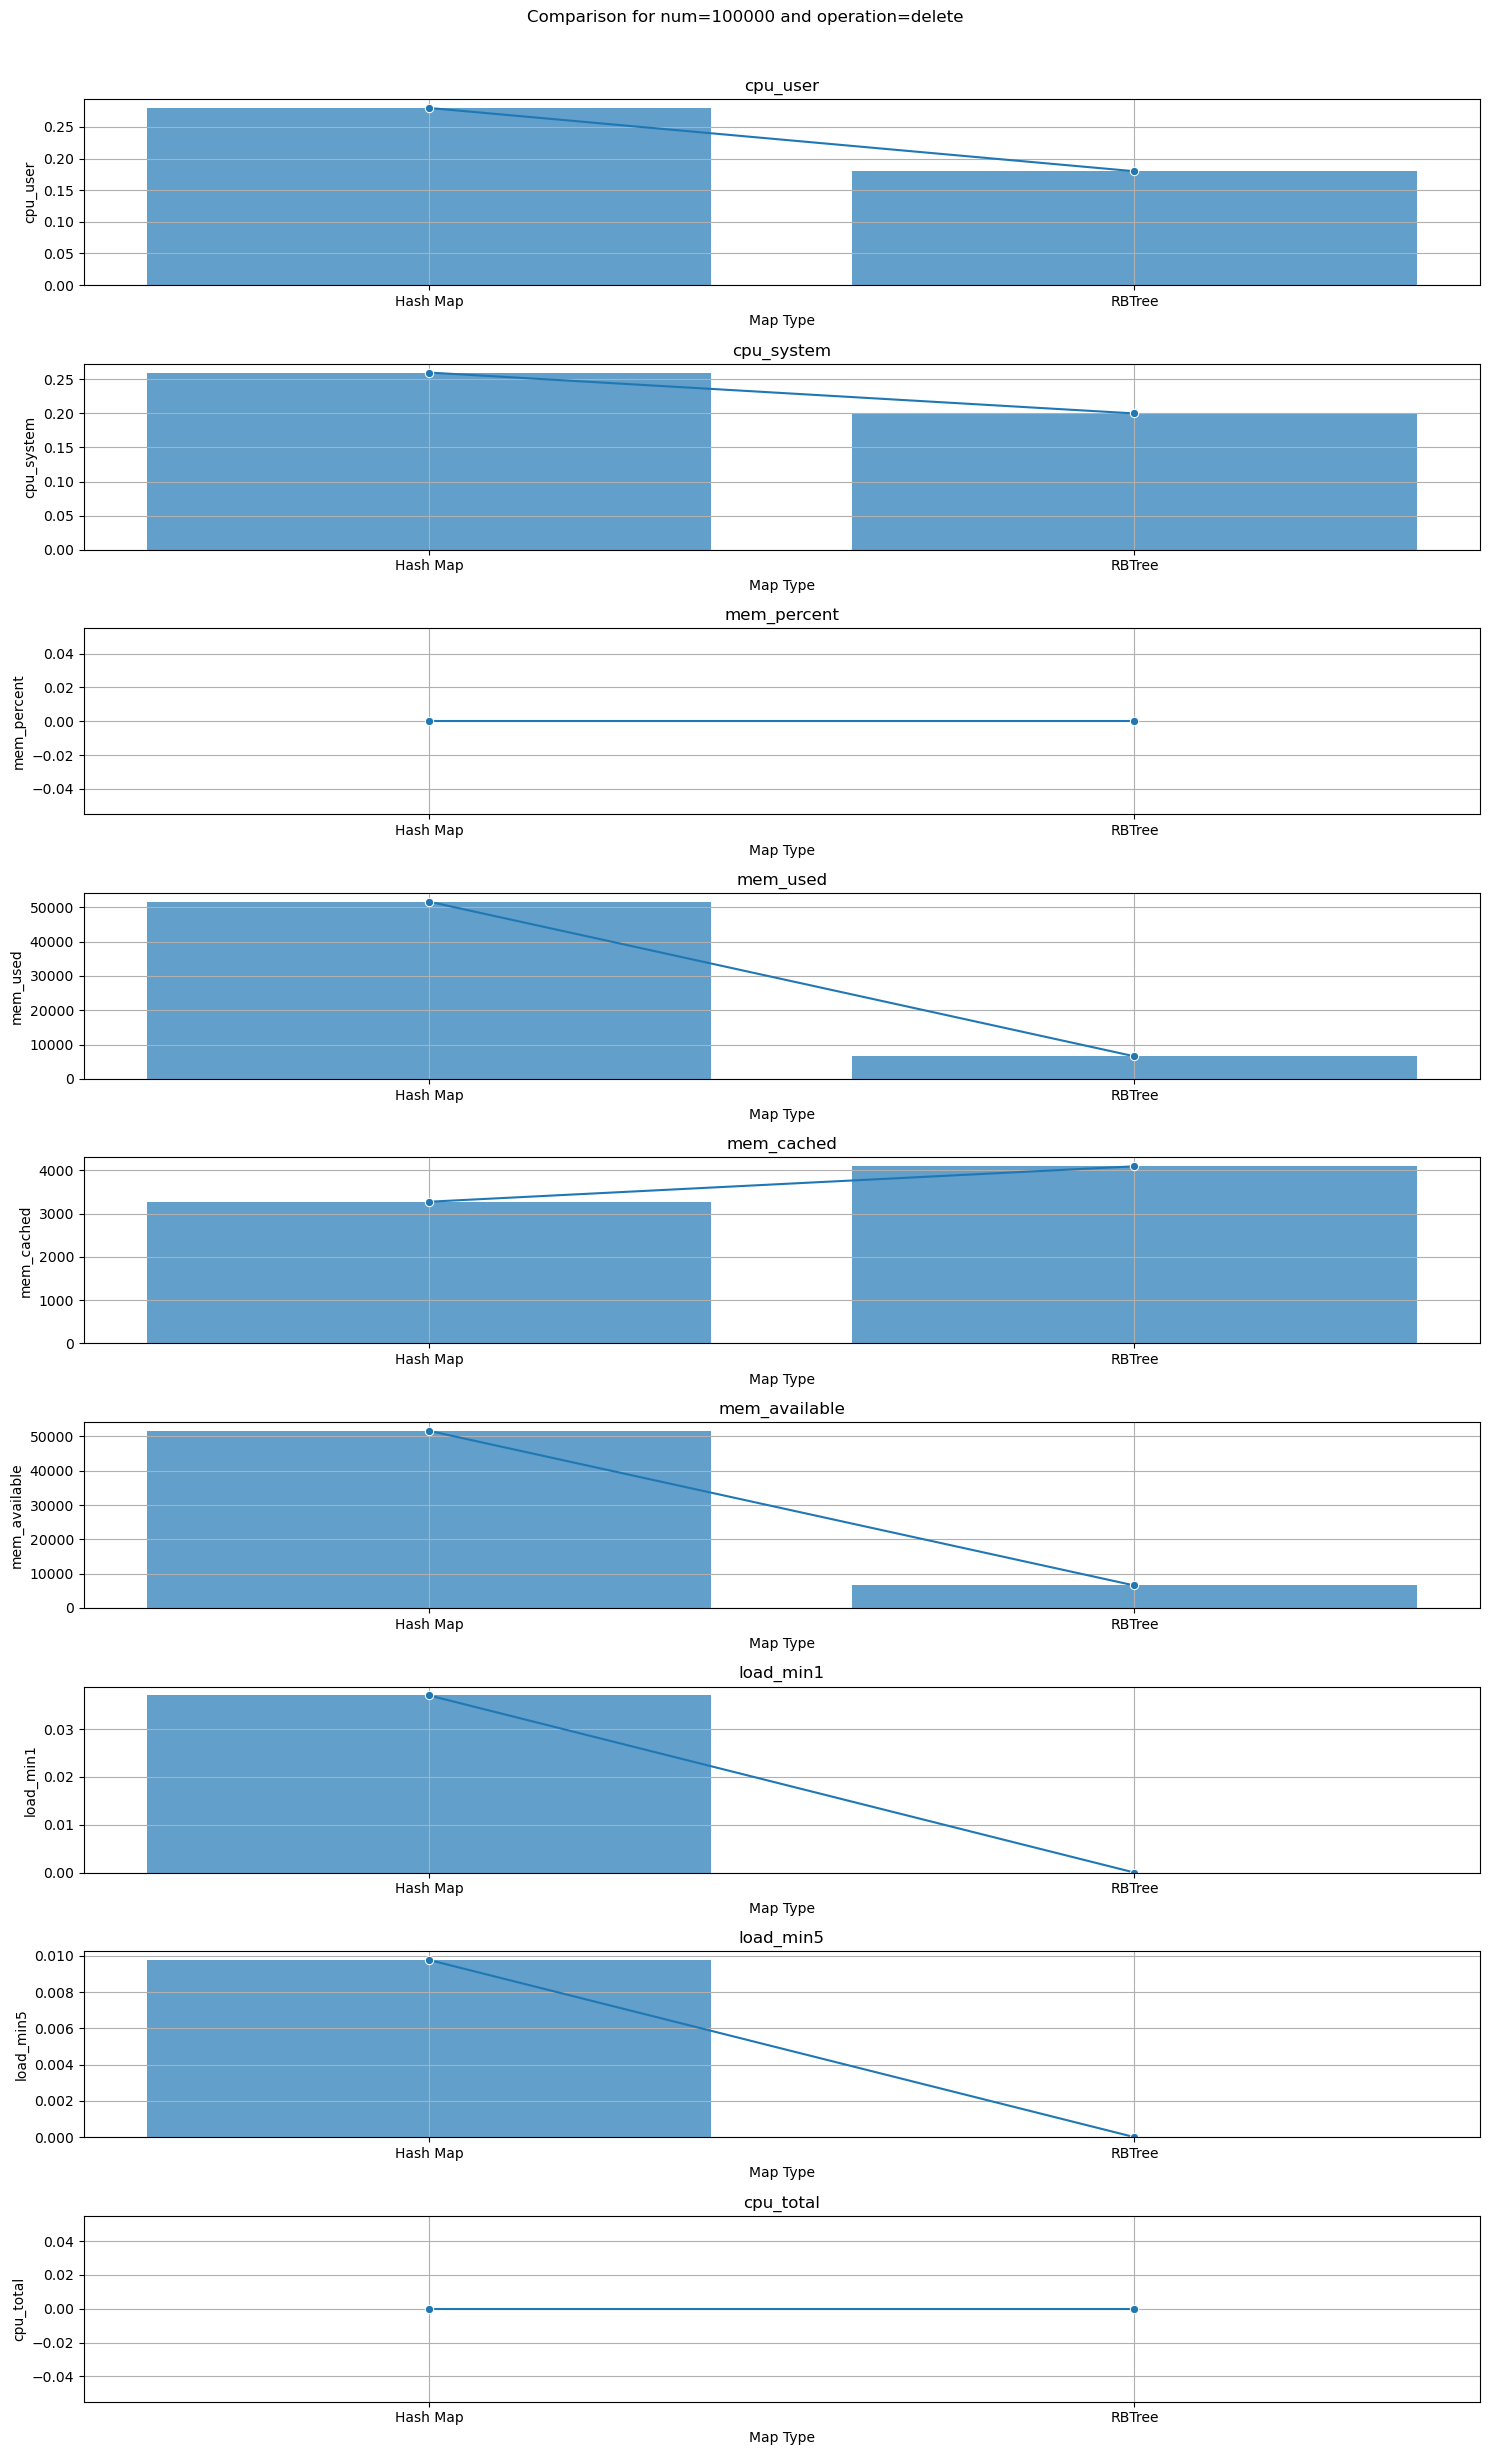 Comparison for num=100000 and operation=delete
cpu_user
0.25
0.20
0.15
0.10
0.05
0.00
cpu_user
Hash Map
RBTree
Map Type
cpu_system
0.25
0.20
0.15
0.10
0.05
0.00
cpu_system
Hash Map
RBTree
Map Type
mem_percent
0.04
0.02
0.00
−0.02
−0.04
mem_percent
Hash Map
RBTree
Map Type
mem_used
50000
40000
30000
20000
10000
0
mem_used
Hash Map
RBTree
Map Type
mem_cached
4000
3000
2000
1000
0
mem_cached
Hash Map
RBTree
Map Type
mem_available
50000
40000
30000
20000
10000
0
mem_available
Hash Map
RBTree
Map Type
load_min1
0.03
0.02
0.01
0.00
load_min1
Hash Map
RBTree
Map Type
load_min5
0.010
0.008
0.006
0.004
0.002
0.000
load_min5
Hash Map
RBTree
Map Type
cpu_total
0.04
0.02
0.00
−0.02
−0.04
cpu_total
Hash Map
RBTree
Map Type